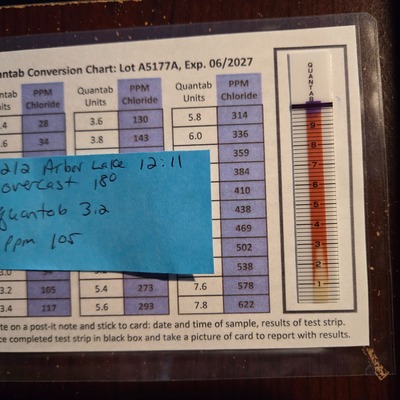 antab Conversion Chart: Lot A5177A, Exp. 06/2027
ntab
nits
PPM
Chloride
Quantab
Units
PPM
Chloride
Quantab
Units
PPM
Chloride
.4 28 3.6 130 5.8 314
.6 34 3.8 143 6.0 336
359
384
410
438
469
502
538
2/2 Arbor Lake 12:11
overcast 18°
quantab 3.2
ppm 105
3.2 105 5.4 273 7.6 578
3.4 117 5.6 293 7.8 622
QUANTAB
9
8
7
6
5
4
3
2
1
te on a post-it note and stick to card: date and time of sample, results of test strip.
ce completed test strip in black box and take a picture of card to report with results.